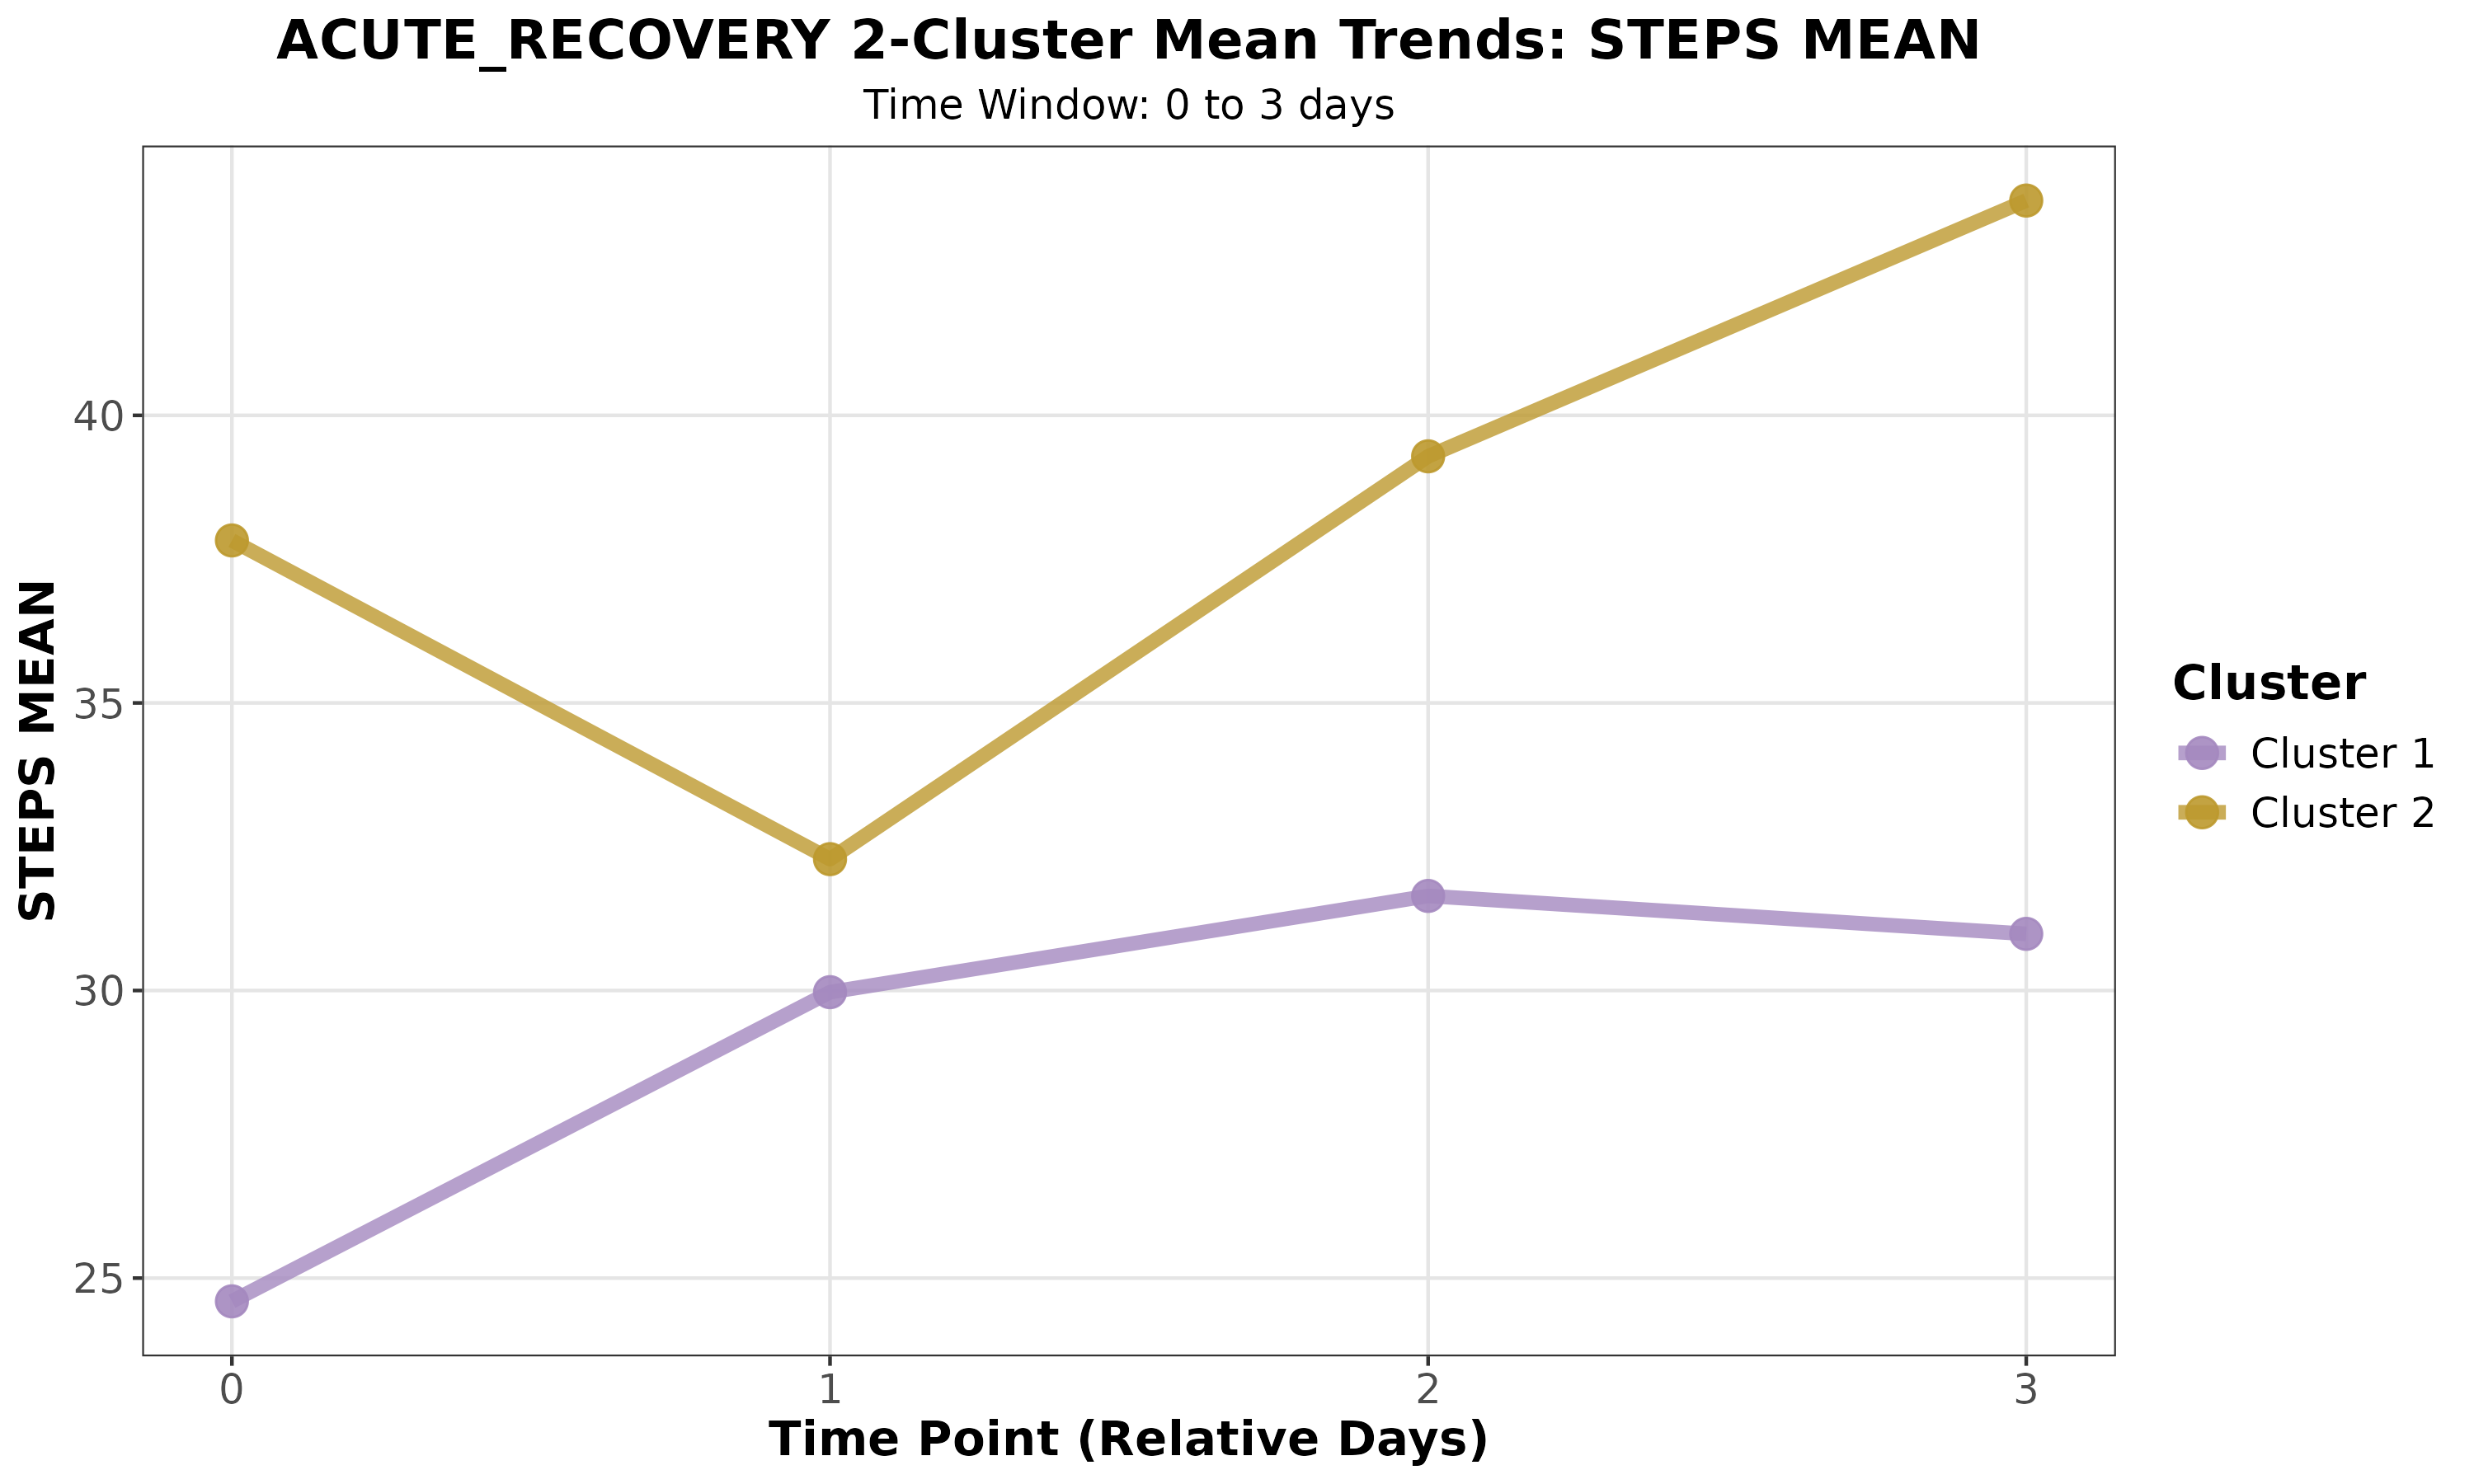 ACUTE_RECOVERY 2-Cluster Mean Trends: STEPS MEAN
Time Window: 0 to 3 days
STEPS MEAN
40
35
30
25
0 1 2 3
Time Point (Relative Days)
Cluster
Cluster 1
Cluster 2